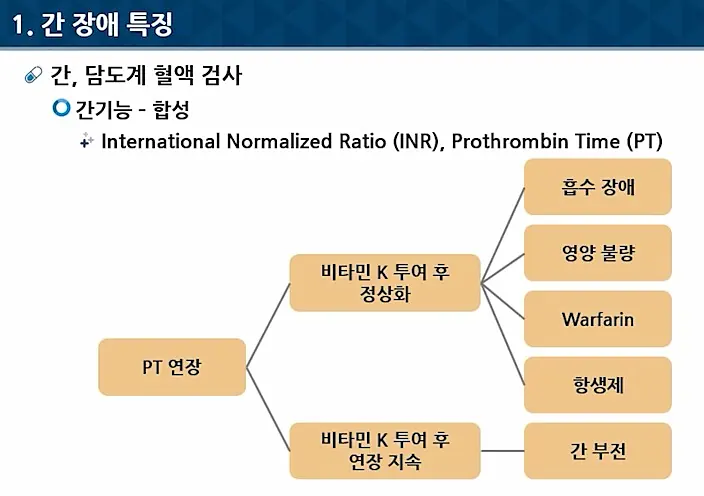 1. 간 장애 특징
간, 담도계 혈액 검사
간기능 - 합성
International Normalized Ratio (INR), Prothrombin Time (PT)
흡수 장애
영양 불량
비타민 K 투여 후
정상화
Warfarin
PT 연장
항생제
비타민 K 투여 후
연장 지속
간 부전